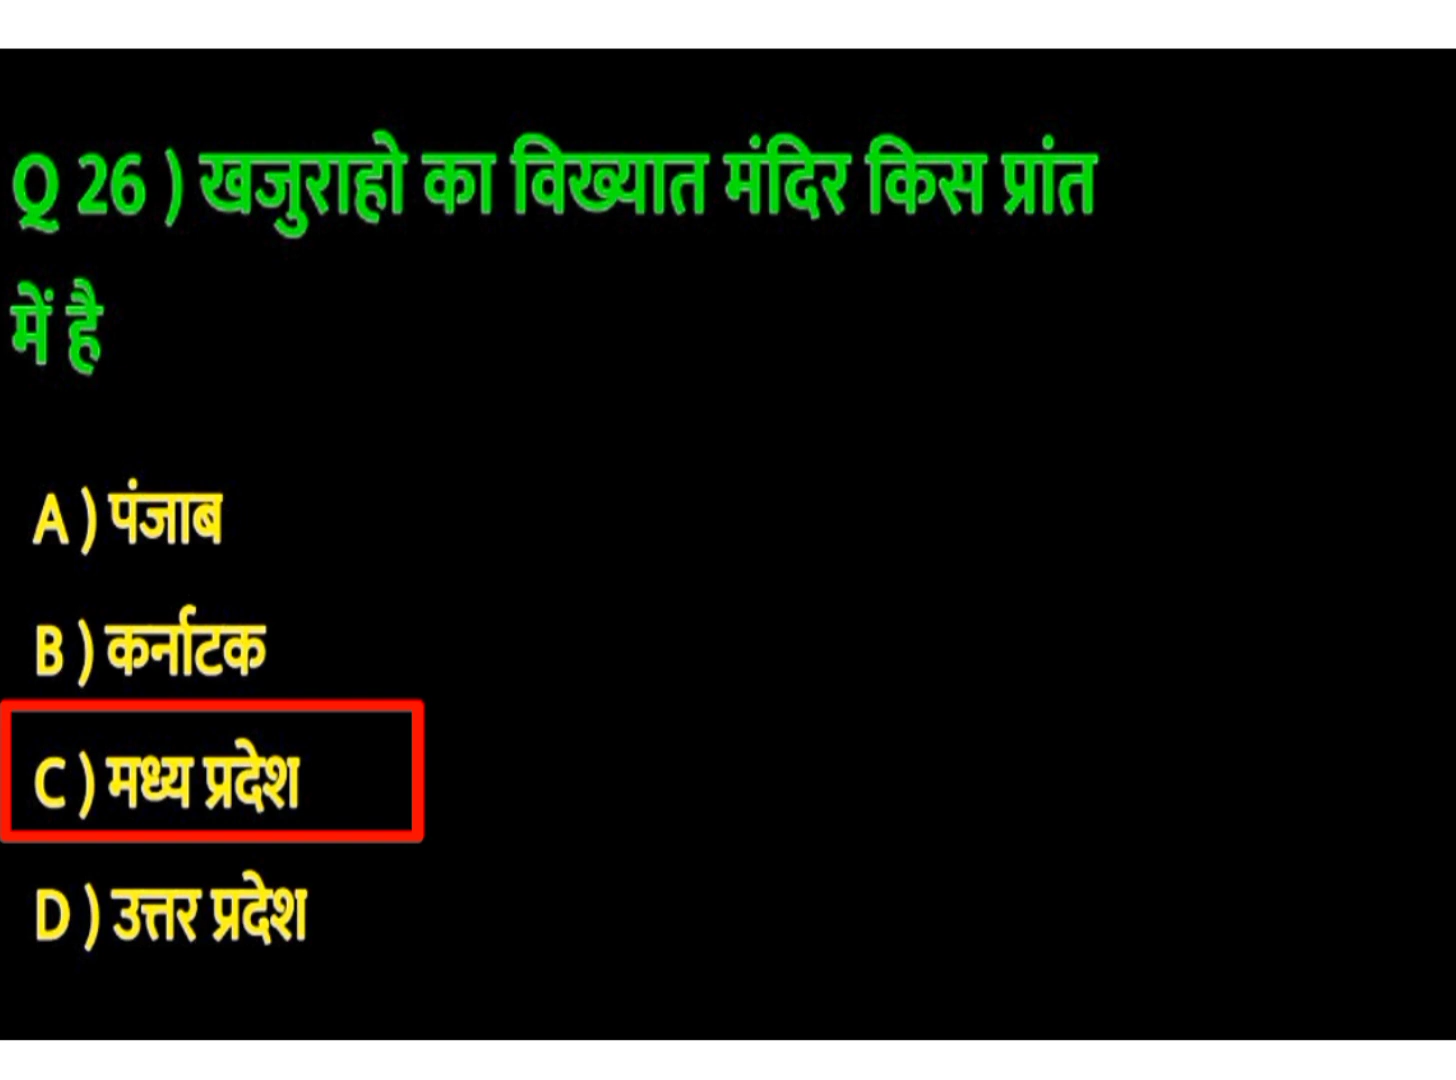 Q 26 ) खजुराहो का विख्यात मंदिर किस प्रांत
में है
A ) पंजाब
B ) कर्नाटक
C ) मध्य प्रदेश
D ) उत्तर प्रदेश